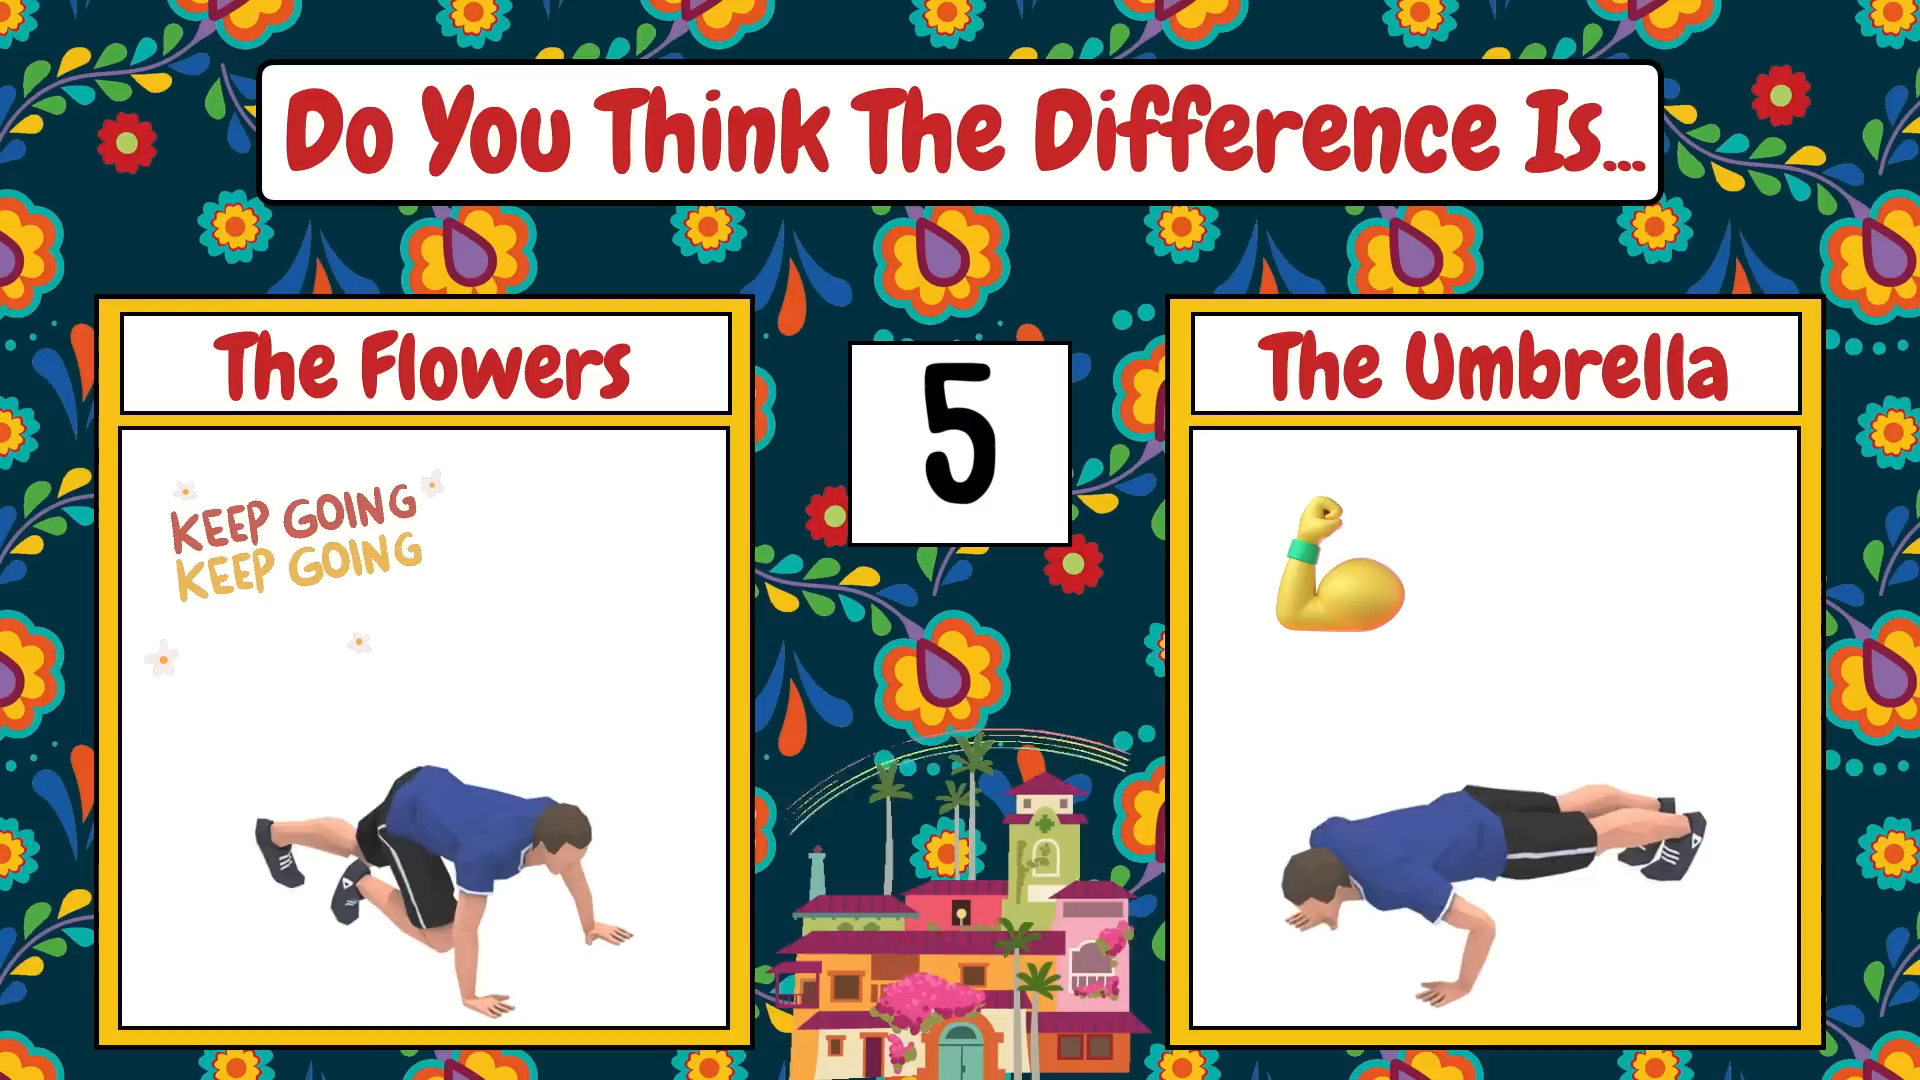 Do You Think The Difference Is...
The Flowers
5
The Umbrella
KEEP GOING
KEEP GOING